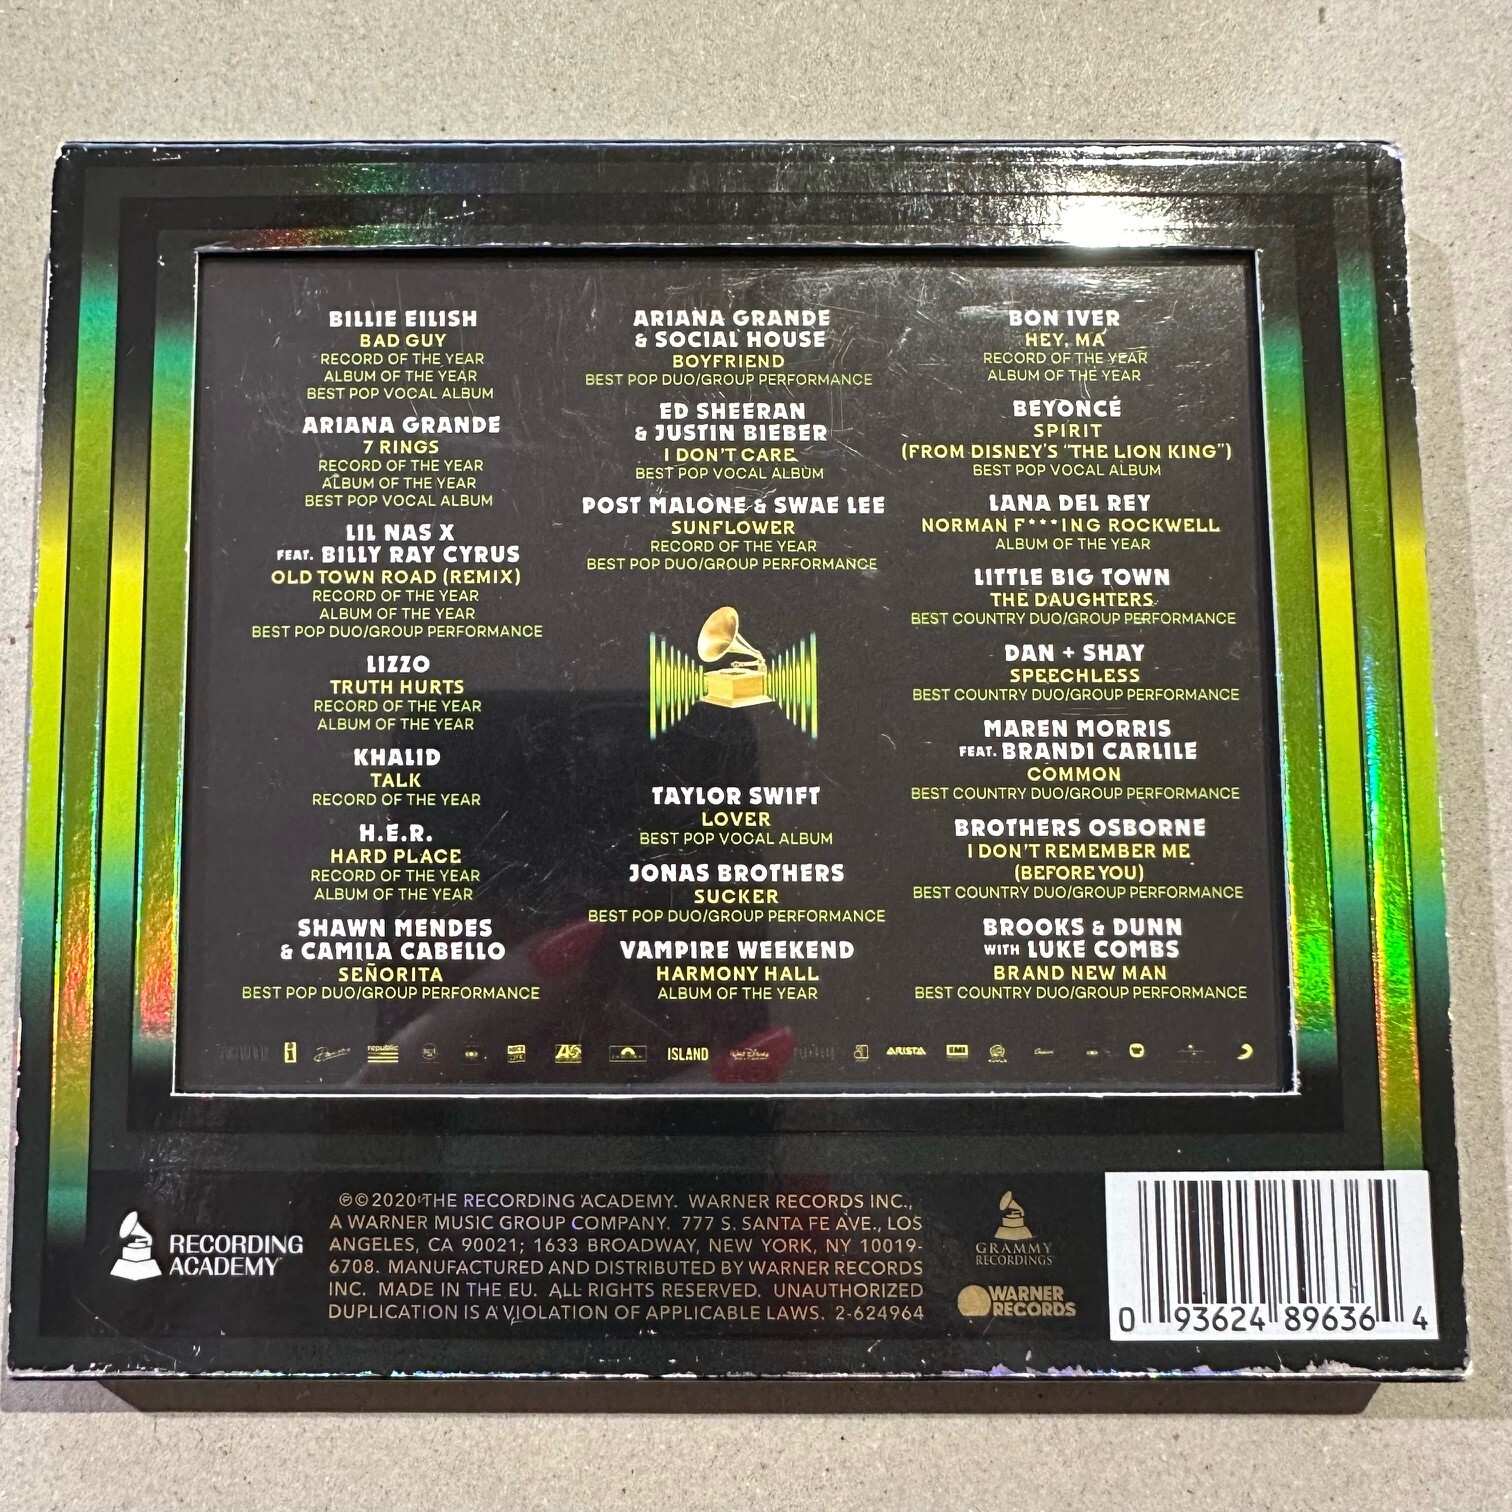 BILLIE EILISH
BAD GUY
RECORD OF THE YEAR
ALBUM OF THE YEAR
BEST POP VOCAL ALBUM
ARIANA GRANDE
7 RINGS
RECORD OF THE YEAR
ALBUM OF THE YEAR
BEST POP VOCAL ALBUM
LIL NAS X
FEAT. BILLY RAY CYRUS
OLD TOWN ROAD (REMIX)
RECORD OF THE YEAR
ALBUM OF THE YEAR
BEST POP DUO/GROUP PERFORMANCE
LIZZO
TRUTH HURTS
RECORD OF THE YEAR
ALBUM OF THE YEAR
KHALID
TALK
RECORD OF THE YEAR
H.E.R.
HARD PLACE
RECORD OF THE YEAR
ALBUM OF THE YEAR
SHAWN MENDES
& CAMILA CABELLO
SEÑORITA
BEST POP DUO/GROUP PERFORMANCE
ARIANA GRANDE
& SOCIAL HOUSE
BOYFRIEND
BEST POP DUO/GROUP PERFORMANCE
ED SHEERAN
& JUSTIN BIEBER
I DON'T CARE
BEST POP VOCAL ALBUM
POST MALONE & SWAE LEE
SUNFLOWER
RECORD OF THE YEAR
BEST POP DUO/GROUP PERFORMANCE
TAYLOR SWIFT
LOVER
BEST POP VOCAL ALBUM
JONAS BROTHERS
SUCKER
BEST POP DUO/GROUP PERFORMANCE
VAMPIRE WEEKEND
HARMONY HALL
ALBUM OF THE YEAR
BON IVER
HEY, MA
RECORD OF THE YEAR
ALBUM OF THE YEAR
BEYONCÉ
SPIRIT
(FROM DISNEY'S "THE LION KING")
BEST POP VOCAL ALBUM
LANA DEL REY
NORMAN F***ING ROCKWELL
ALBUM OF THE YEAR
LITTLE BIG TOWN
THE DAUGHTERS
BEST COUNTRY DUO/GROUP PERFORMANCE
DAN + SHAY
SPEECHLESS
BEST COUNTRY DUO/GROUP PERFORMANCE
MAREN MORRIS
FEAT. BRANDI CARLILE
COMMON
BEST COUNTRY DUO/GROUP PERFORMANCE
BROTHERS OSBORNE
I DON'T REMEMBER ME
(BEFORE YOU)
BEST COUNTRY DUO/GROUP PERFORMANCE
BROOKS & DUNN
WITH LUKE COMBS
BRAND NEW MAN
BEST COUNTRY DUO/GROUP PERFORMANCE
republic ISLAND Walt Disney ARISTA EMI
RECORDING
ACADEMY
℗©2020 THE RECORDING ACADEMY. WARNER RECORDS INC.,
A WARNER MUSIC GROUP COMPANY. 777 S. SANTA FE AVE., LOS
ANGELES, CA 90021; 1633 BROADWAY, NEW YORK, NY 10019-
6708. MANUFACTURED AND DISTRIBUTED BY WARNER RECORDS
INC. MADE IN THE EU. ALL RIGHTS RESERVED. UNAUTHORIZED
DUPLICATION IS A VIOLATION OF APPLICABLE LAWS. 2-624964
GRAMMY
RECORDINGS
WARNER
RECORDS
0 93624 89636 4